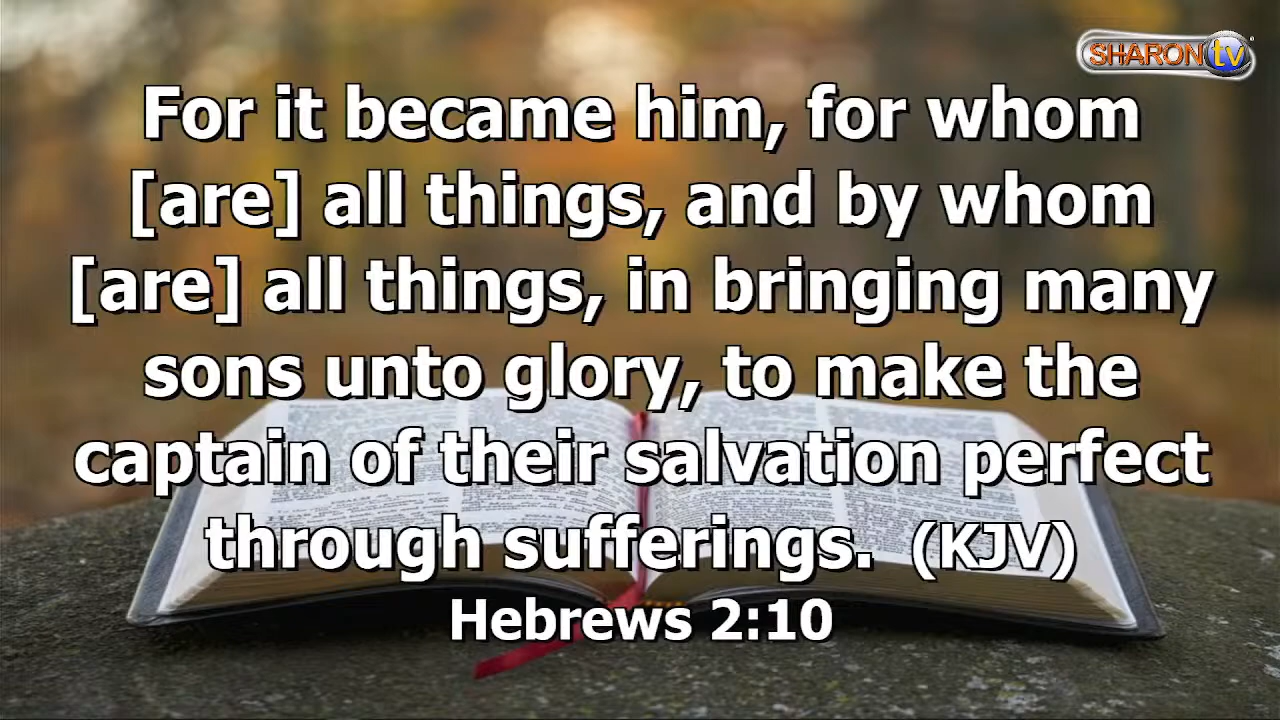 SHARON tv
For it became him, for whom
[are] all things, and by whom
[are] all things, in bringing many
sons unto glory, to make the
captain of their salvation perfect
through sufferings. (KJV)
Hebrews 2:10